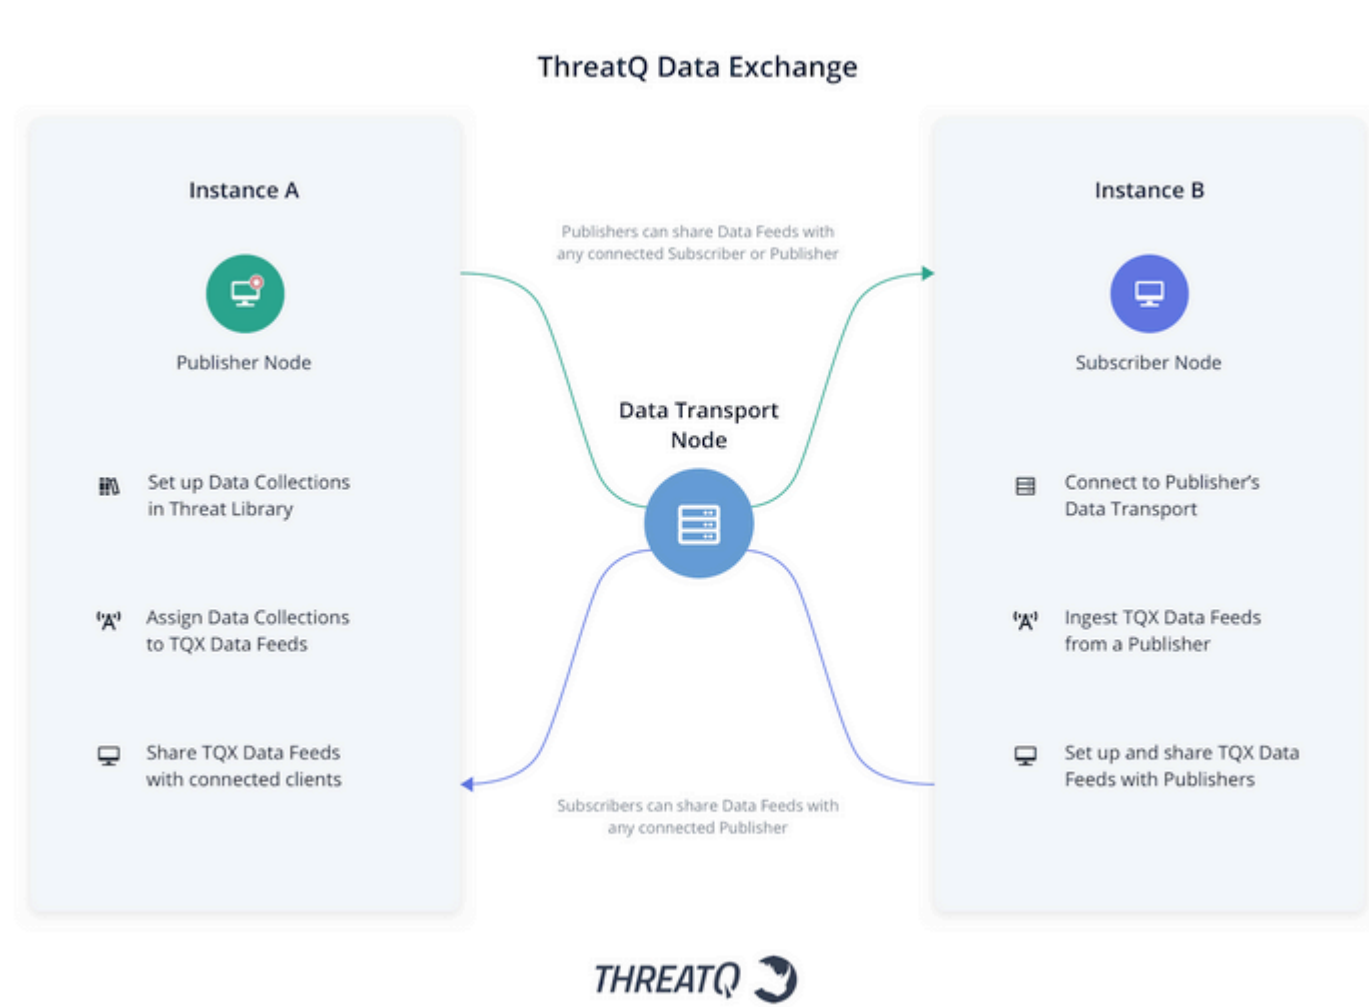 ThreatQ Data Exchange
Instance A
Publisher Node
Set up Data Collections
in Threat Library
Assign Data Collections
to TQX Data Feeds
Share TQX Data Feeds
with connected clients
Publishers can share Data Feeds with
any connected Subscriber or Publisher
Data Transport
Node
Subscribers can share Data Feeds with
any connected Publisher
Instance B
Subscriber Node
Connect to Publisher’s
Data Transport
Ingest TQX Data Feeds
from a Publisher
Set up and share TQX Data
Feeds with Publishers
THREATQ